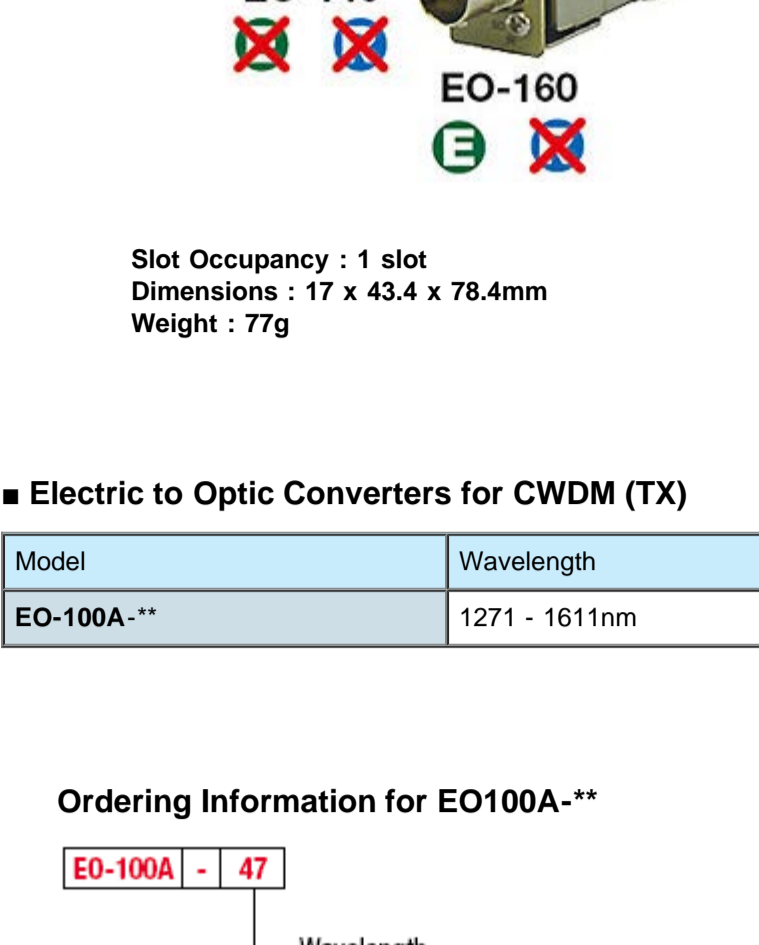 EO-160
E
Slot Occupancy : 1 slot
Dimensions : 17 x 43.4 x 78.4mm
Weight : 77g
■ Electric to Optic Converters for CWDM (TX)
Model Wavelength
EO-100A-** 1271 - 1611nm
Ordering Information for EO100A-**
EO-100A - 47
Wavelength